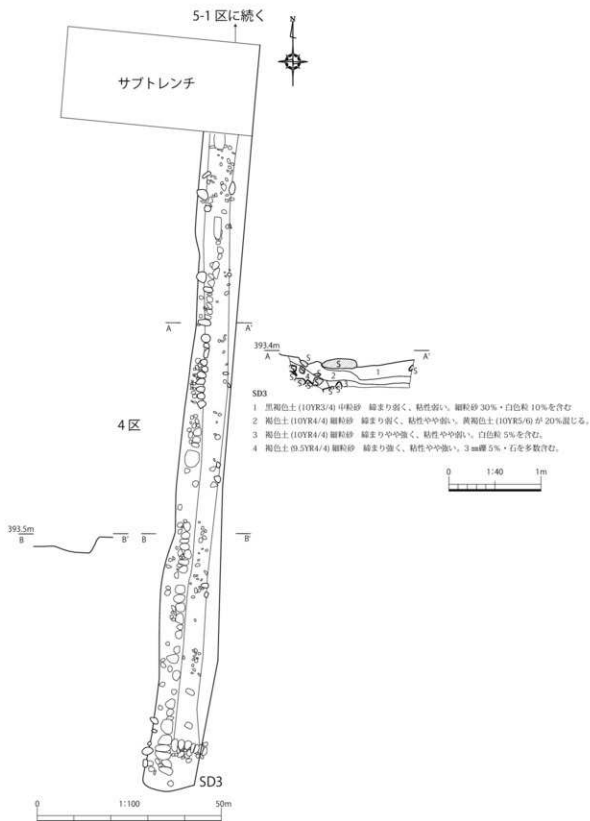 5-1 区に続く
N
サブトレンチ
A
A'
393.4m
A
A'
S
S
1
2
SD3
1 黒褐色土 (10YR3/4) 中粒砂 締まり弱く、粘性弱い。細粒砂 30%・白色粒 10%を含む
2 褐色土 (10YR4/4) 細粒砂 締まり弱く、粘性やや弱い。黄褐色土 (10YR5/6) が 20%混じる。
3 褐色土 (10YR4/4) 細粒砂 締まりやや強く、粘性やや弱い。白色粒 5%を含む。
4 褐色土 (9.5YR4/4) 細粒砂 締まり強く、粘性やや強い。3 ㎜礫 5%・石を多数含む。
4 区
0 1:40 1m
393.5m
B
B'
B
B'
SD3
0 1:100 50m